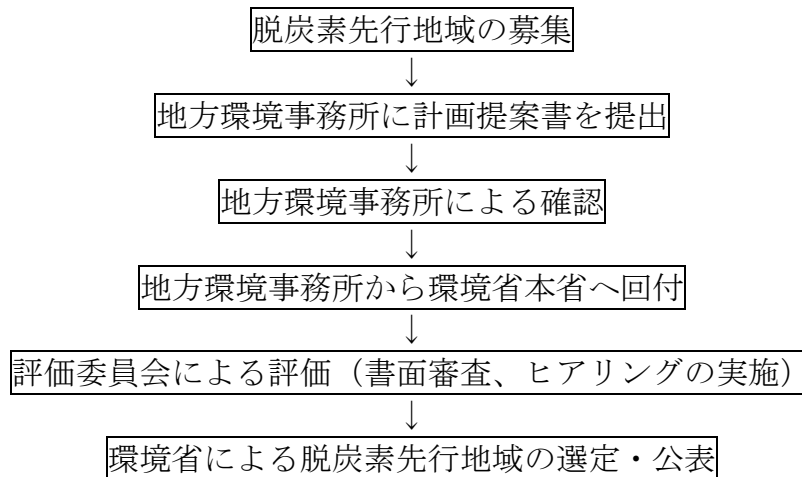 脱炭素先行地域の募集
↓
地方環境事務所に計画提案書を提出
↓
地方環境事務所による確認
↓
地方環境事務所から環境省本省へ回付
↓
評価委員会による評価（書面審査、ヒアリングの実施）
↓
環境省による脱炭素先行地域の選定・公表